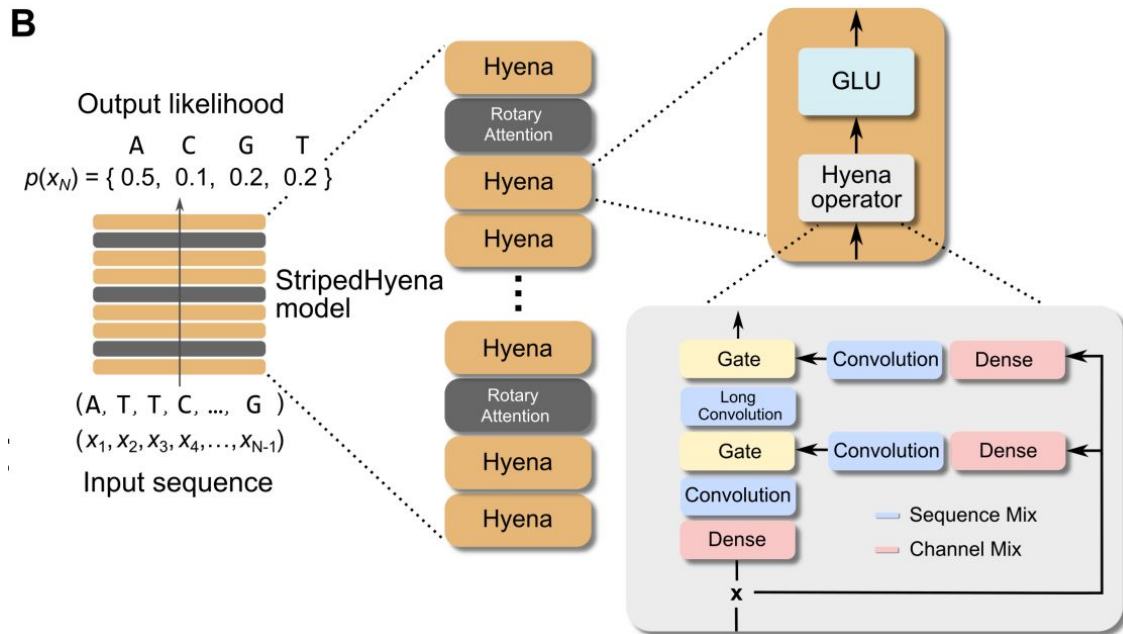 B
Output likelihood
A C G T
p(x_N) = { 0.5, 0.1, 0.2, 0.2 }
StripedHyena
model
(A, T, T, C, ..., G )
(x_1, x_2, x_3, x_4,...,x_N-1)
Input sequence
Hyena
Rotary
Attention
Hyena
Hyena
Hyena
Rotary
Attention
Hyena
Hyena
GLU
Hyena
operator
Gate
Convolution
Dense
Long
Convolution
Gate
Convolution
Dense
Convolution
Dense
x
Sequence Mix
Channel Mix